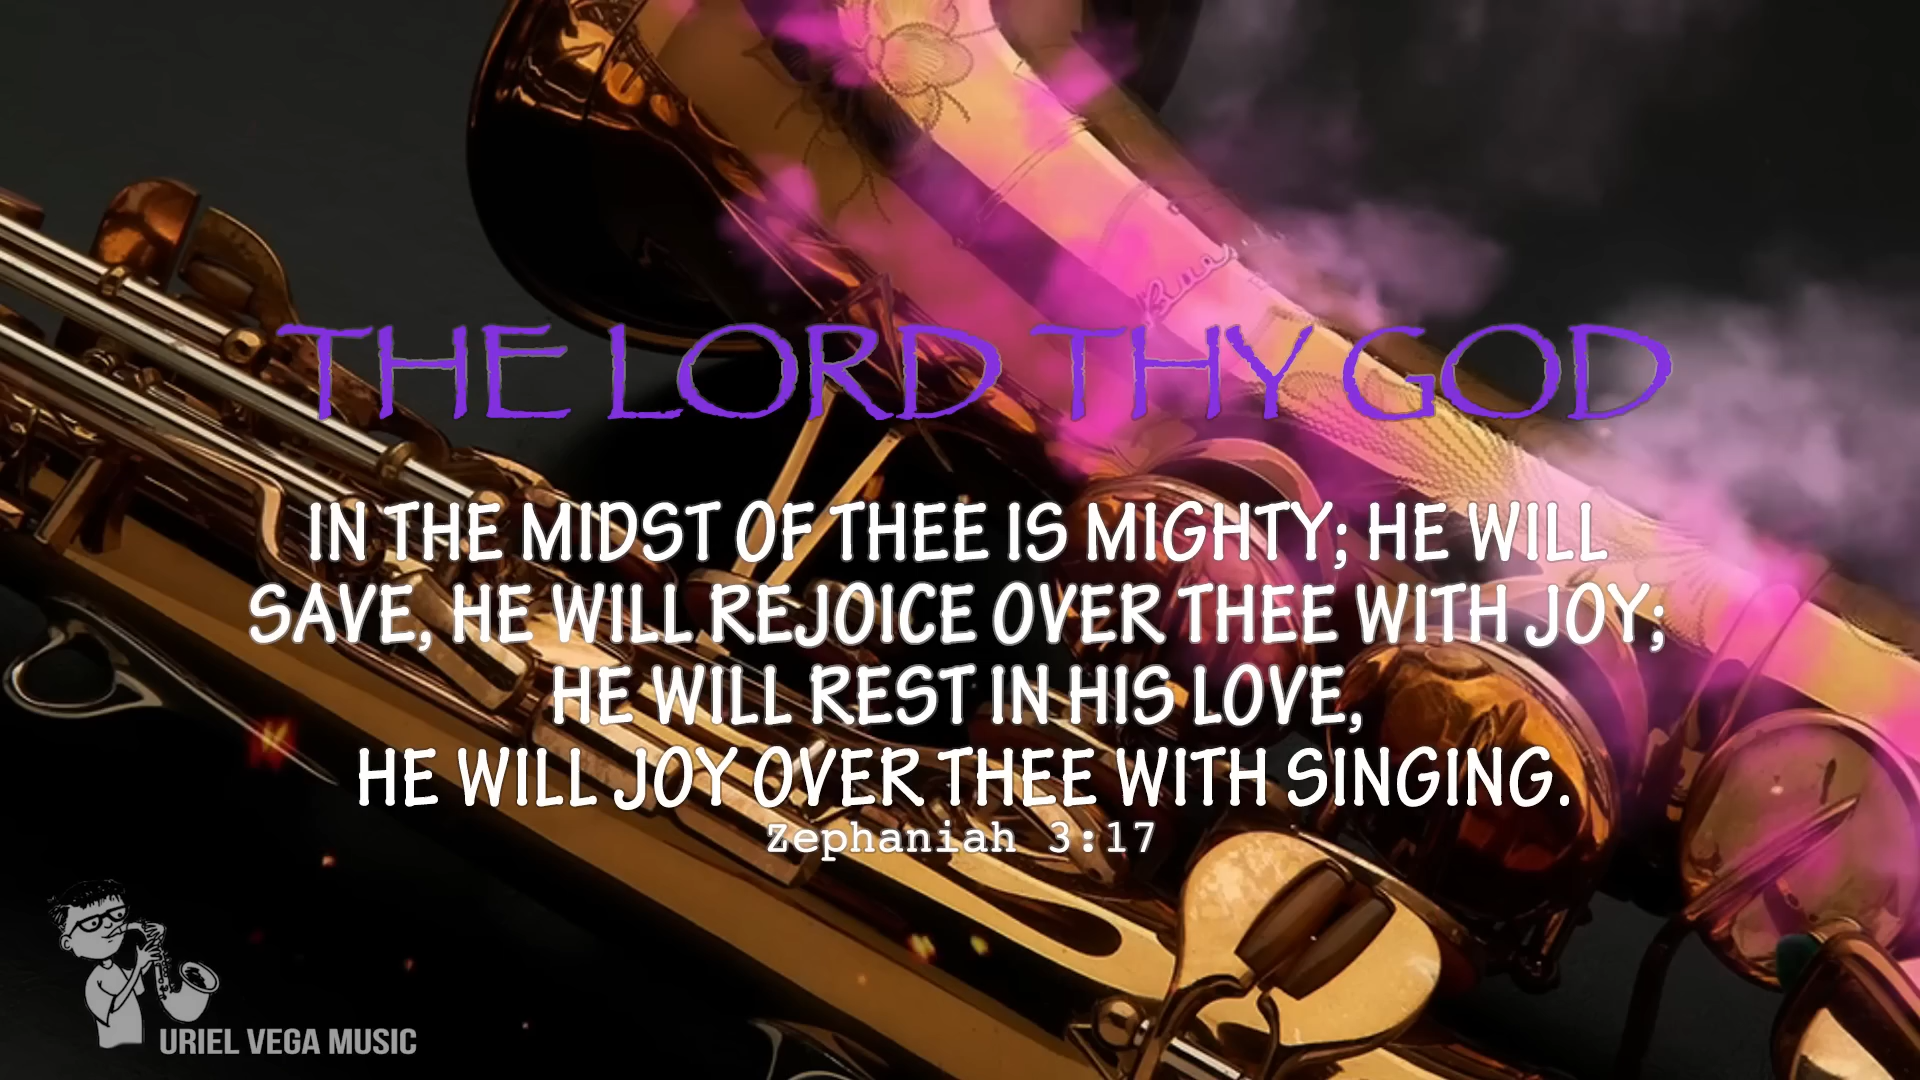 THE LORD THY GOD
IN THE MIDST OF THEE IS MIGHTY; HE WILL
SAVE, HE WILL REJOICE OVER THEE WITH JOY;
HE WILL REST IN HIS LOVE,
HE WILL JOY OVER THEE WITH SINGING.
Zephaniah 3:17
URIEL VEGA MUSIC